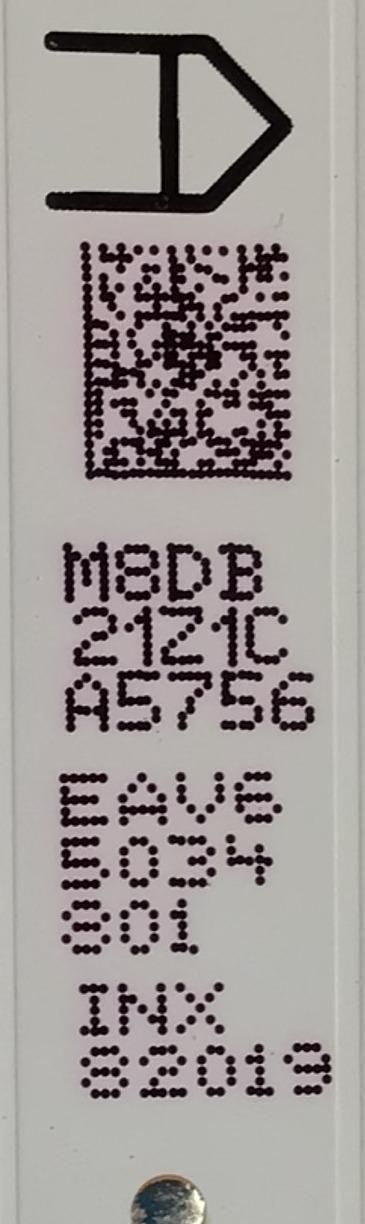 A
M8DB
21Z1C
A5756
EAV6
5034
801
INX
82019